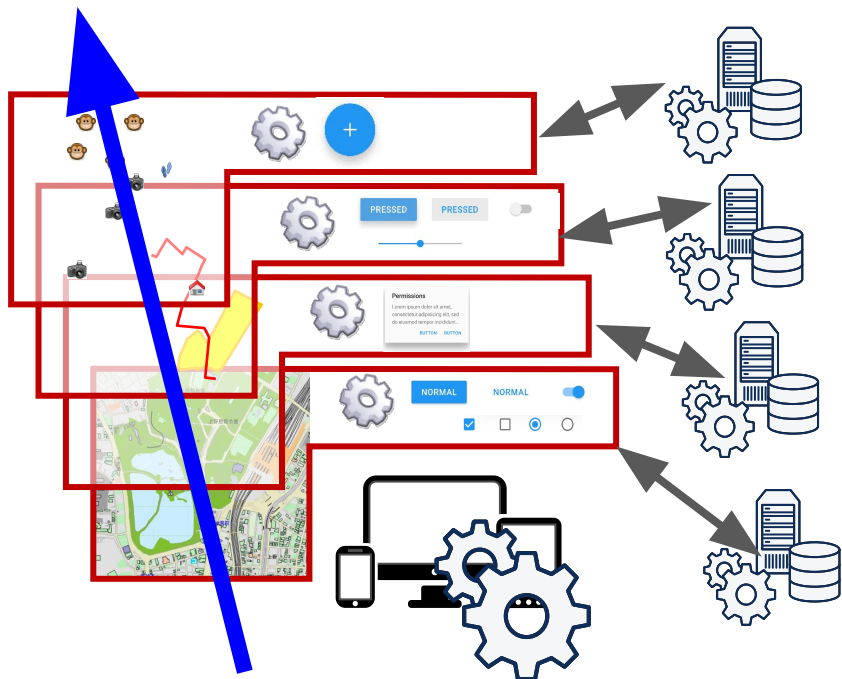 PRESSED PRESSED
Permissions
Lorem ipsum dolor sit amet,
consectetur adipisicing elit, sed
do eiusmod tempor incididunt...
BUTTON BUTTON
NORMAL NORMAL